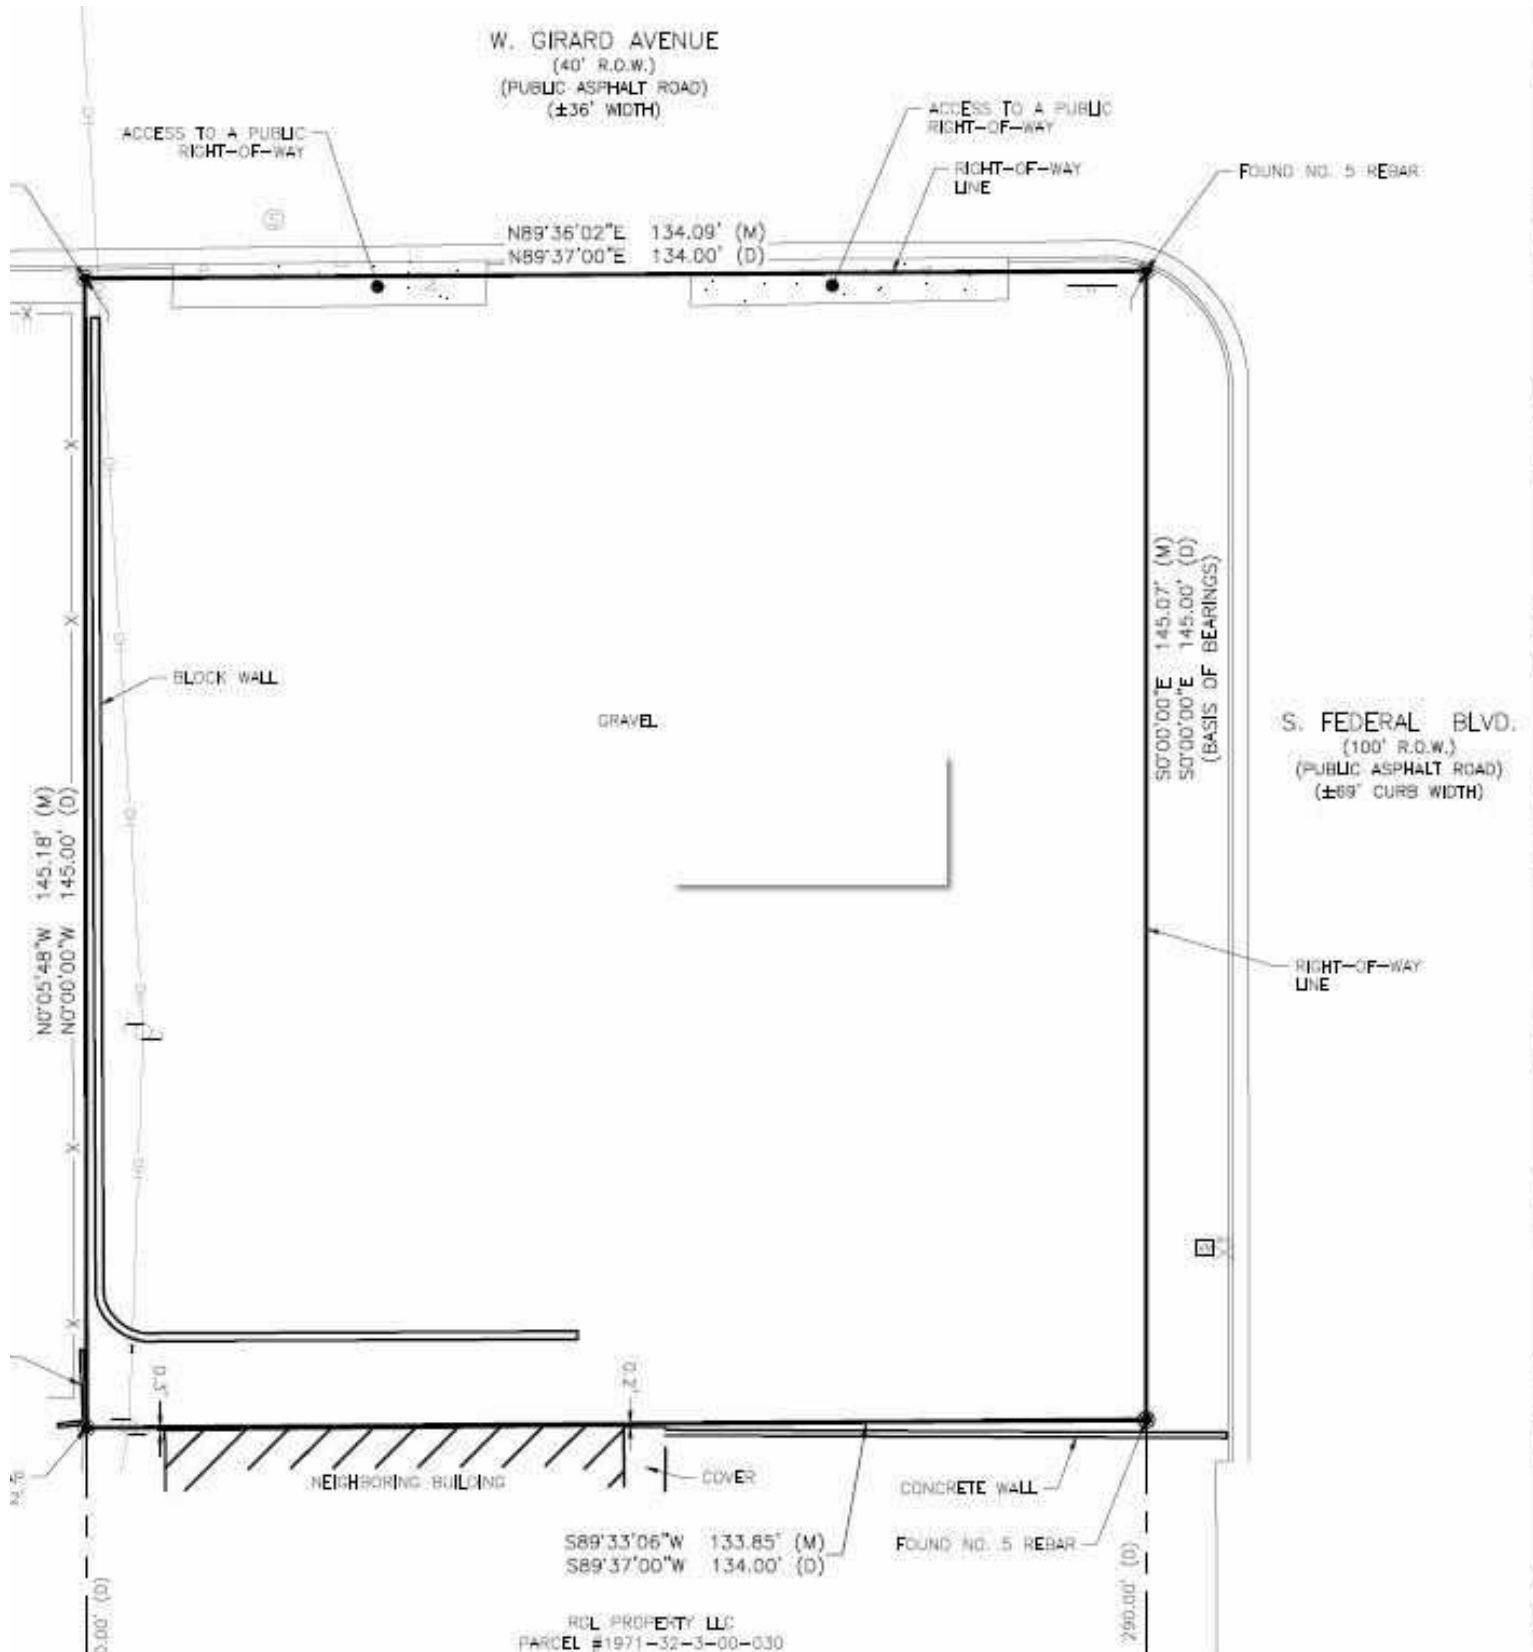 W. GIRARD AVENUE
(40' R.O.W.)
(PUBLIC ASPHALT ROAD)
(±36' WIDTH)
ACCESS TO A PUBLIC
RIGHT-OF-WAY
ACCESS TO A PUBLIC
RIGHT-OF-WAY
RIGHT-OF-WAY
LINE
FOUND NO. 5 REBAR
S
N89°36'02"E 134.09' (M)
N89°37'00"E 134.00' (D)
X
X
X
X
X
BLOCK WALL
GRAVEL
S0°00'00"E 145.07' (M)
S0°00'00"E 145.00' (D)
(BASIS OF BEARINGS)
S. FEDERAL BLVD.
(100' R.O.W.)
(PUBLIC ASPHALT ROAD)
(±69' CURB WIDTH)
N0°05'48"W 145.18' (M)
N0°00'00"W 145.00' (D)
RIGHT-OF-WAY
LINE
0.2'
NEIGHBORING BUILDING
COVER
CONCRETE WALL
S89°33'06"W 133.85' (M)
S89°37'00"W 134.00' (D)
FOUND NO. 5 REBAR
290.00' (D)
RGL PROPERTY LLC
PARCEL #1971-32-3-00-030